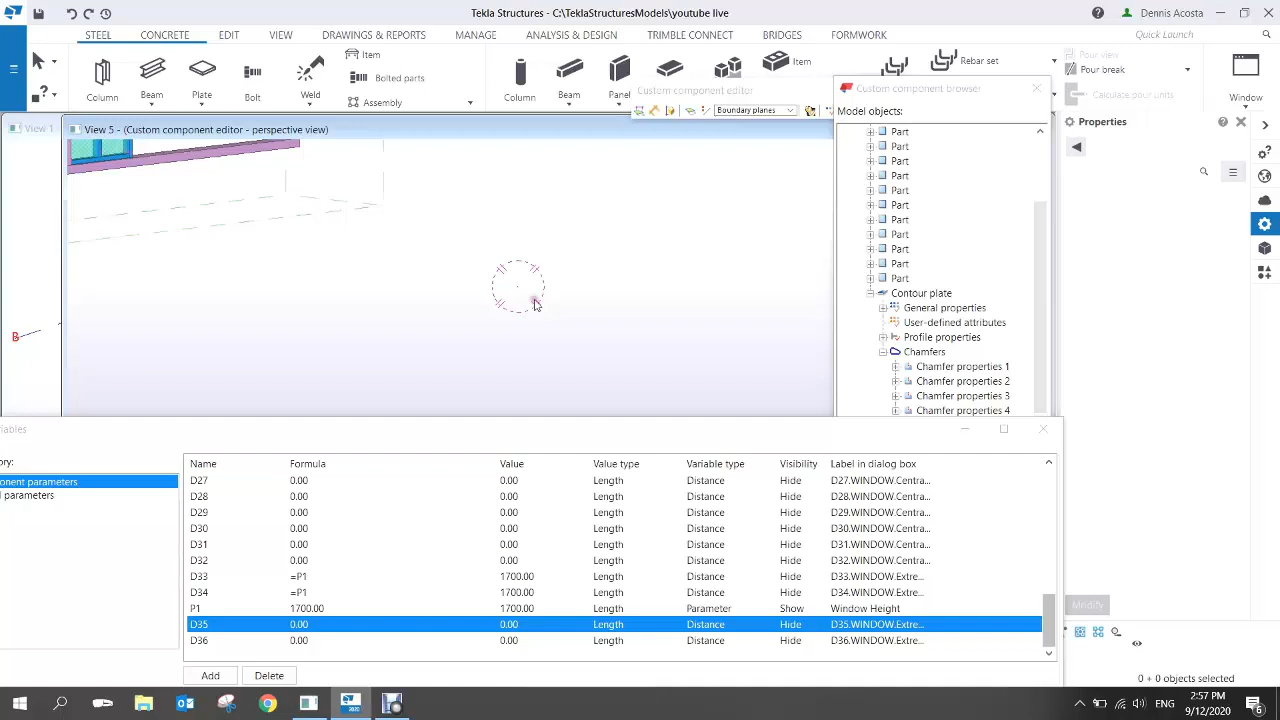 Tekla Structures - C:\TeklaStructuresModels\youtube live
Dennis Acosta
STEEL CONCRETE EDIT VIEW DRAWINGS & REPORTS MANAGE ANALYSIS & DESIGN TRIMBLE CONNECT BRIDGES FORMWORK
Quick Launch
Column Beam Plate Bolt Weld
Item
Bolted parts
Assembly
Column Beam Panel
Item
Rebar set
Pour view
Pour break
Calculate pour units
Window
Custom component editor
Boundary planes
Custom component browser
Model objects:
View 1
View 5 - (Custom component editor - perspective view)
Properties
Part
Part
Part
Part
Part
Part
Part
Part
Part
Part
Part
Contour plate
General properties
User-defined attributes
Profile properties
Chamfers
Chamfer properties 1
Chamfer properties 2
Chamfer properties 3
Chamfer properties 4
B
ariables
ory:
onent parameters
l parameters
Name Formula Value Value type Variable type Visibility Label in dialog box
D27 0.00 0.00 Length Distance Hide D27.WINDOW.Centra...
D28 0.00 0.00 Length Distance Hide D28.WINDOW.Centra...
D29 0.00 0.00 Length Distance Hide D29.WINDOW.Centra...
D30 0.00 0.00 Length Distance Hide D30.WINDOW.Centra...
D31 0.00 0.00 Length Distance Hide D31.WINDOW.Centra...
D32 0.00 0.00 Length Distance Hide D32.WINDOW.Centra...
D33 =P1 1700.00 Length Distance Hide D33.WINDOW.Extre...
D34 =P1 1700.00 Length Distance Hide D34.WINDOW.Extre...
P1 1700.00 1700.00 Length Parameter Show Window Height
D35 0.00 0.00 Length Distance Hide D35.WINDOW.Extre...
D36 0.00 0.00 Length Distance Hide D36.WINDOW.Extre...
Add Delete
Modify
0 + 0 objects selected
2020
ENG
2:57 PM
9/12/2020
6